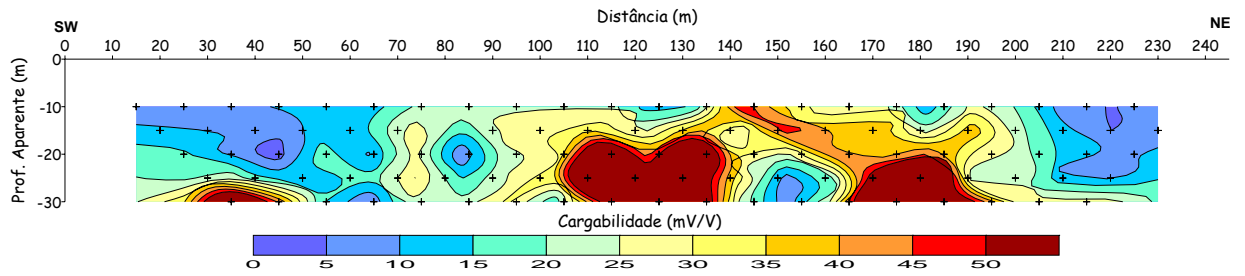 Distância (m)
SW NE
0 10 20 30 40 50 60 70 80 90 100 110 120 130 140 150 160 170 180 190 200 210 220 230 240
Prof. Aparente (m)
-10
-20
-30
Cargabilidade (mV/V)
0 5 10 15 20 25 30 35 40 45 50